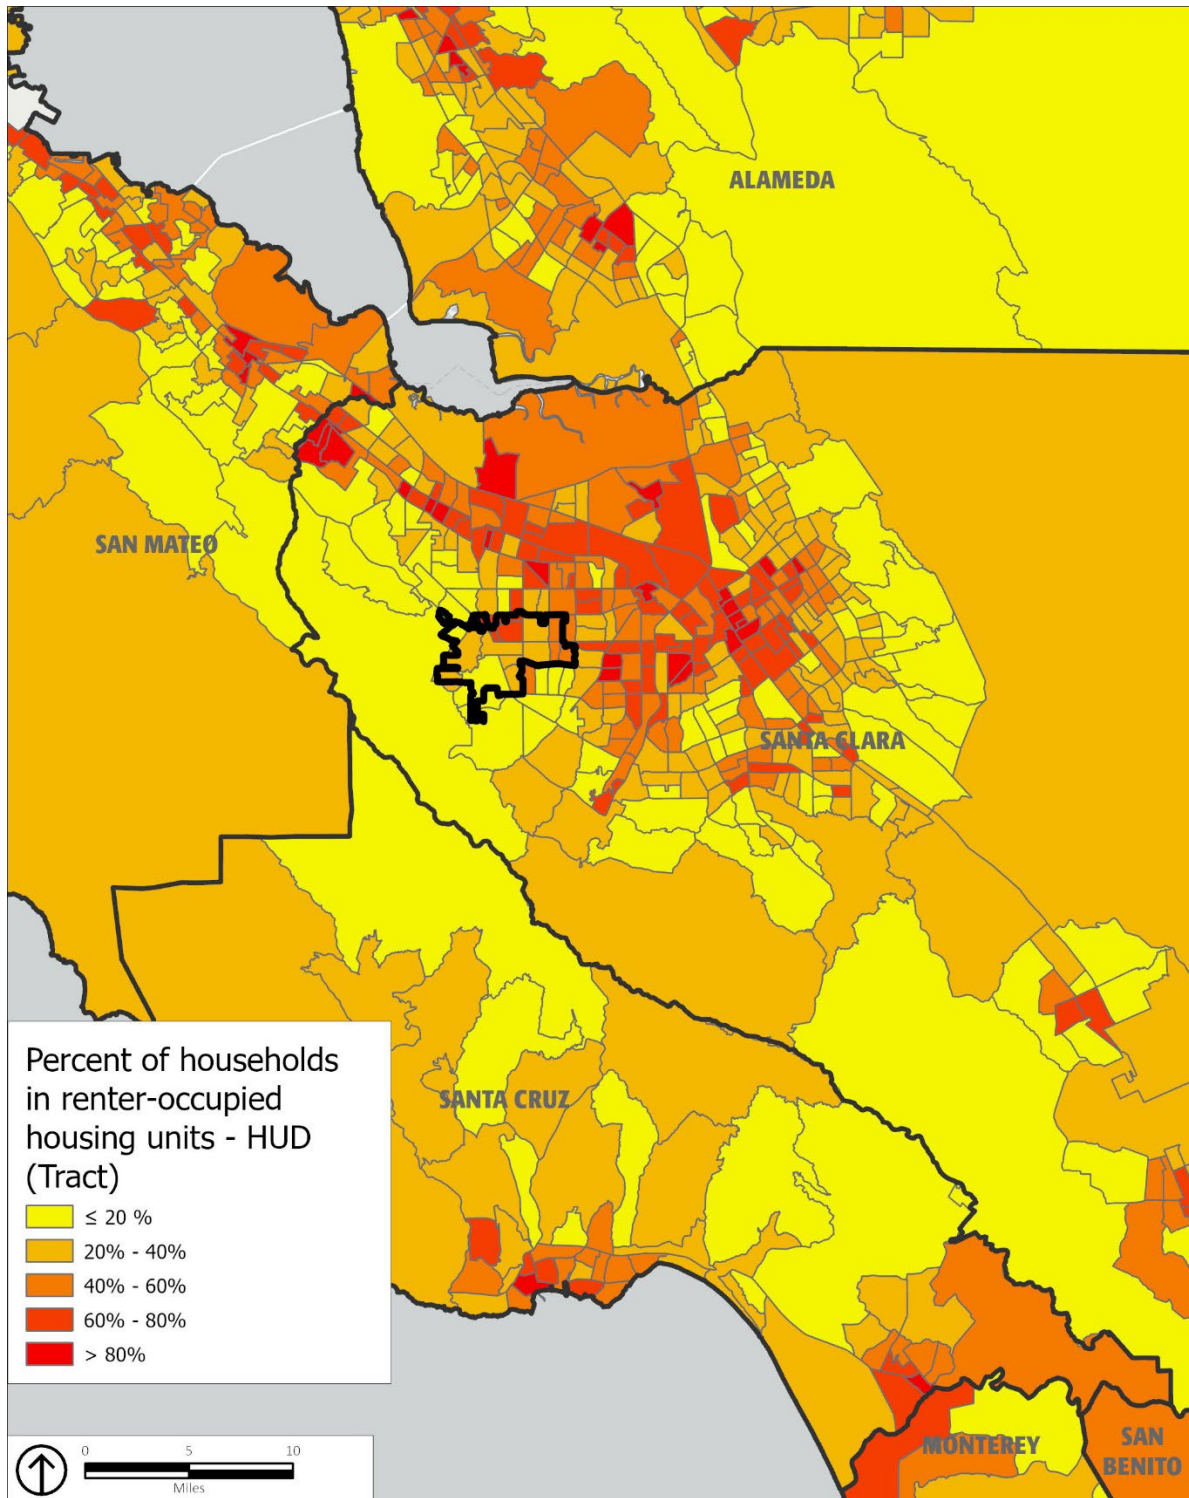 ALAMEDA
SAN MATEO
SANTA CLARA
SANTA CRUZ
Percent of households
in renter-occupied
housing units - HUD
(Tract)
≤ 20 %
20% - 40%
40% - 60%
60% - 80%
> 80%
MONTEREY
SAN
BENITO
0 5 10
Miles